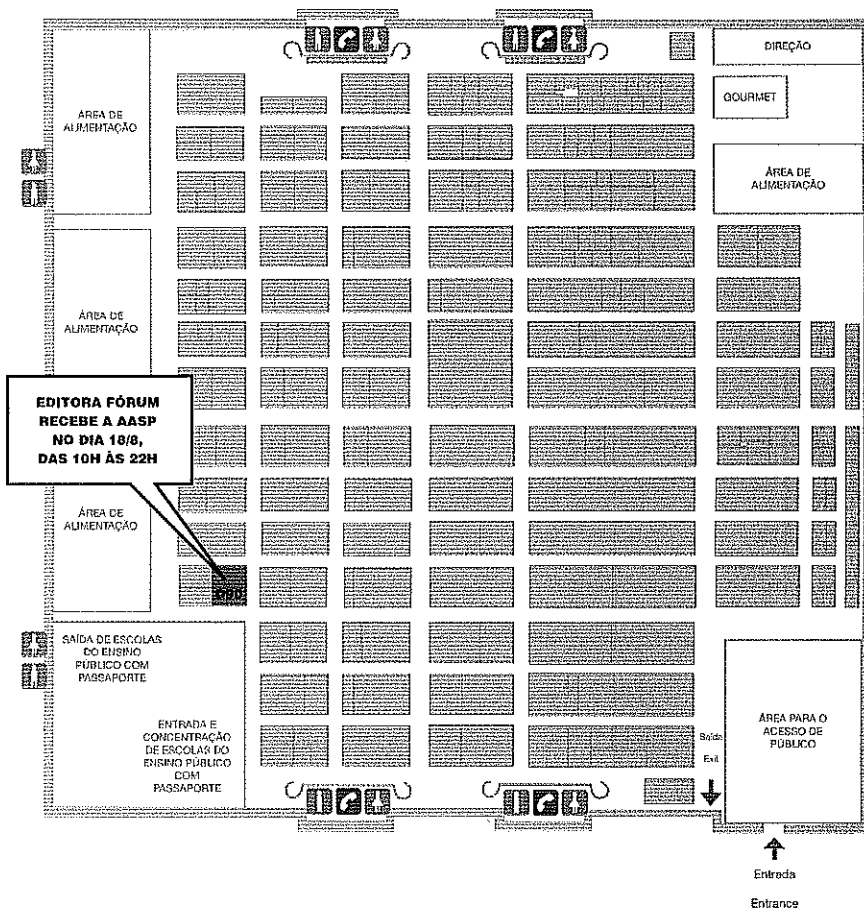 DIREÇÃO
GOURMET
ÁREA DE
ALIMENTAÇÃO
ÁREA DE
ALIMENTAÇÃO
ÁREA DE
ALIMENTAÇÃO
EDITORA FÓRUM
RECEBE A AASP
NO DIA 18/8,
DAS 10H ÀS 22H
ÁREA DE
ALIMENTAÇÃO
SAÍDA DE ESCOLAS
DO ENSINO
PÚBLICO COM
PASSAPORTE
ENTRADA E
CONCENTRAÇÃO
DE ESCOLAS DO
ENSINO PÚBLICO
COM
PASSAPORTE
ÁREA PARA O
ACESSO DE
PÚBLICO
Saída
Exit
Entrada
Entrance